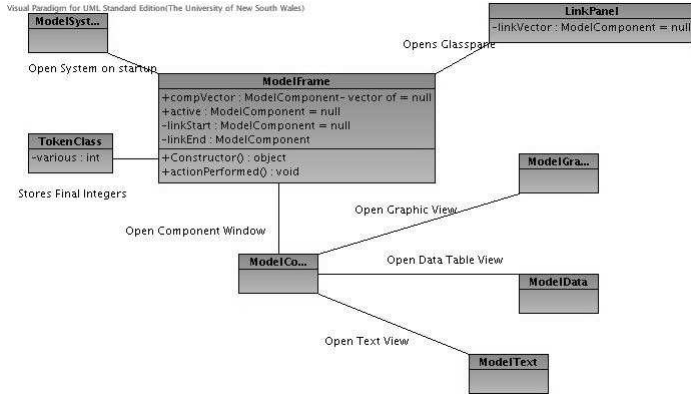 Visual Paradigm for UML Standard Edition(The University of New South Wales)
ModelSyst...
LinkPanel
-linkVector : ModelComponent = null
Opens Glasspane
Open System on startup
ModelFrame
+compVector : ModelComponent- vector of = null
+active : ModelComponent = null
-linkStart : ModelComponent = null
-linkEnd : ModelComponent
+Constructor() : object
+actionPerformed() : void
TokenClass
-various : int
Stores Final Integers
ModelGra...
Open Graphic View
Open Component Window
ModelCo...
Open Data Table View
ModelData
Open Text View
ModelText